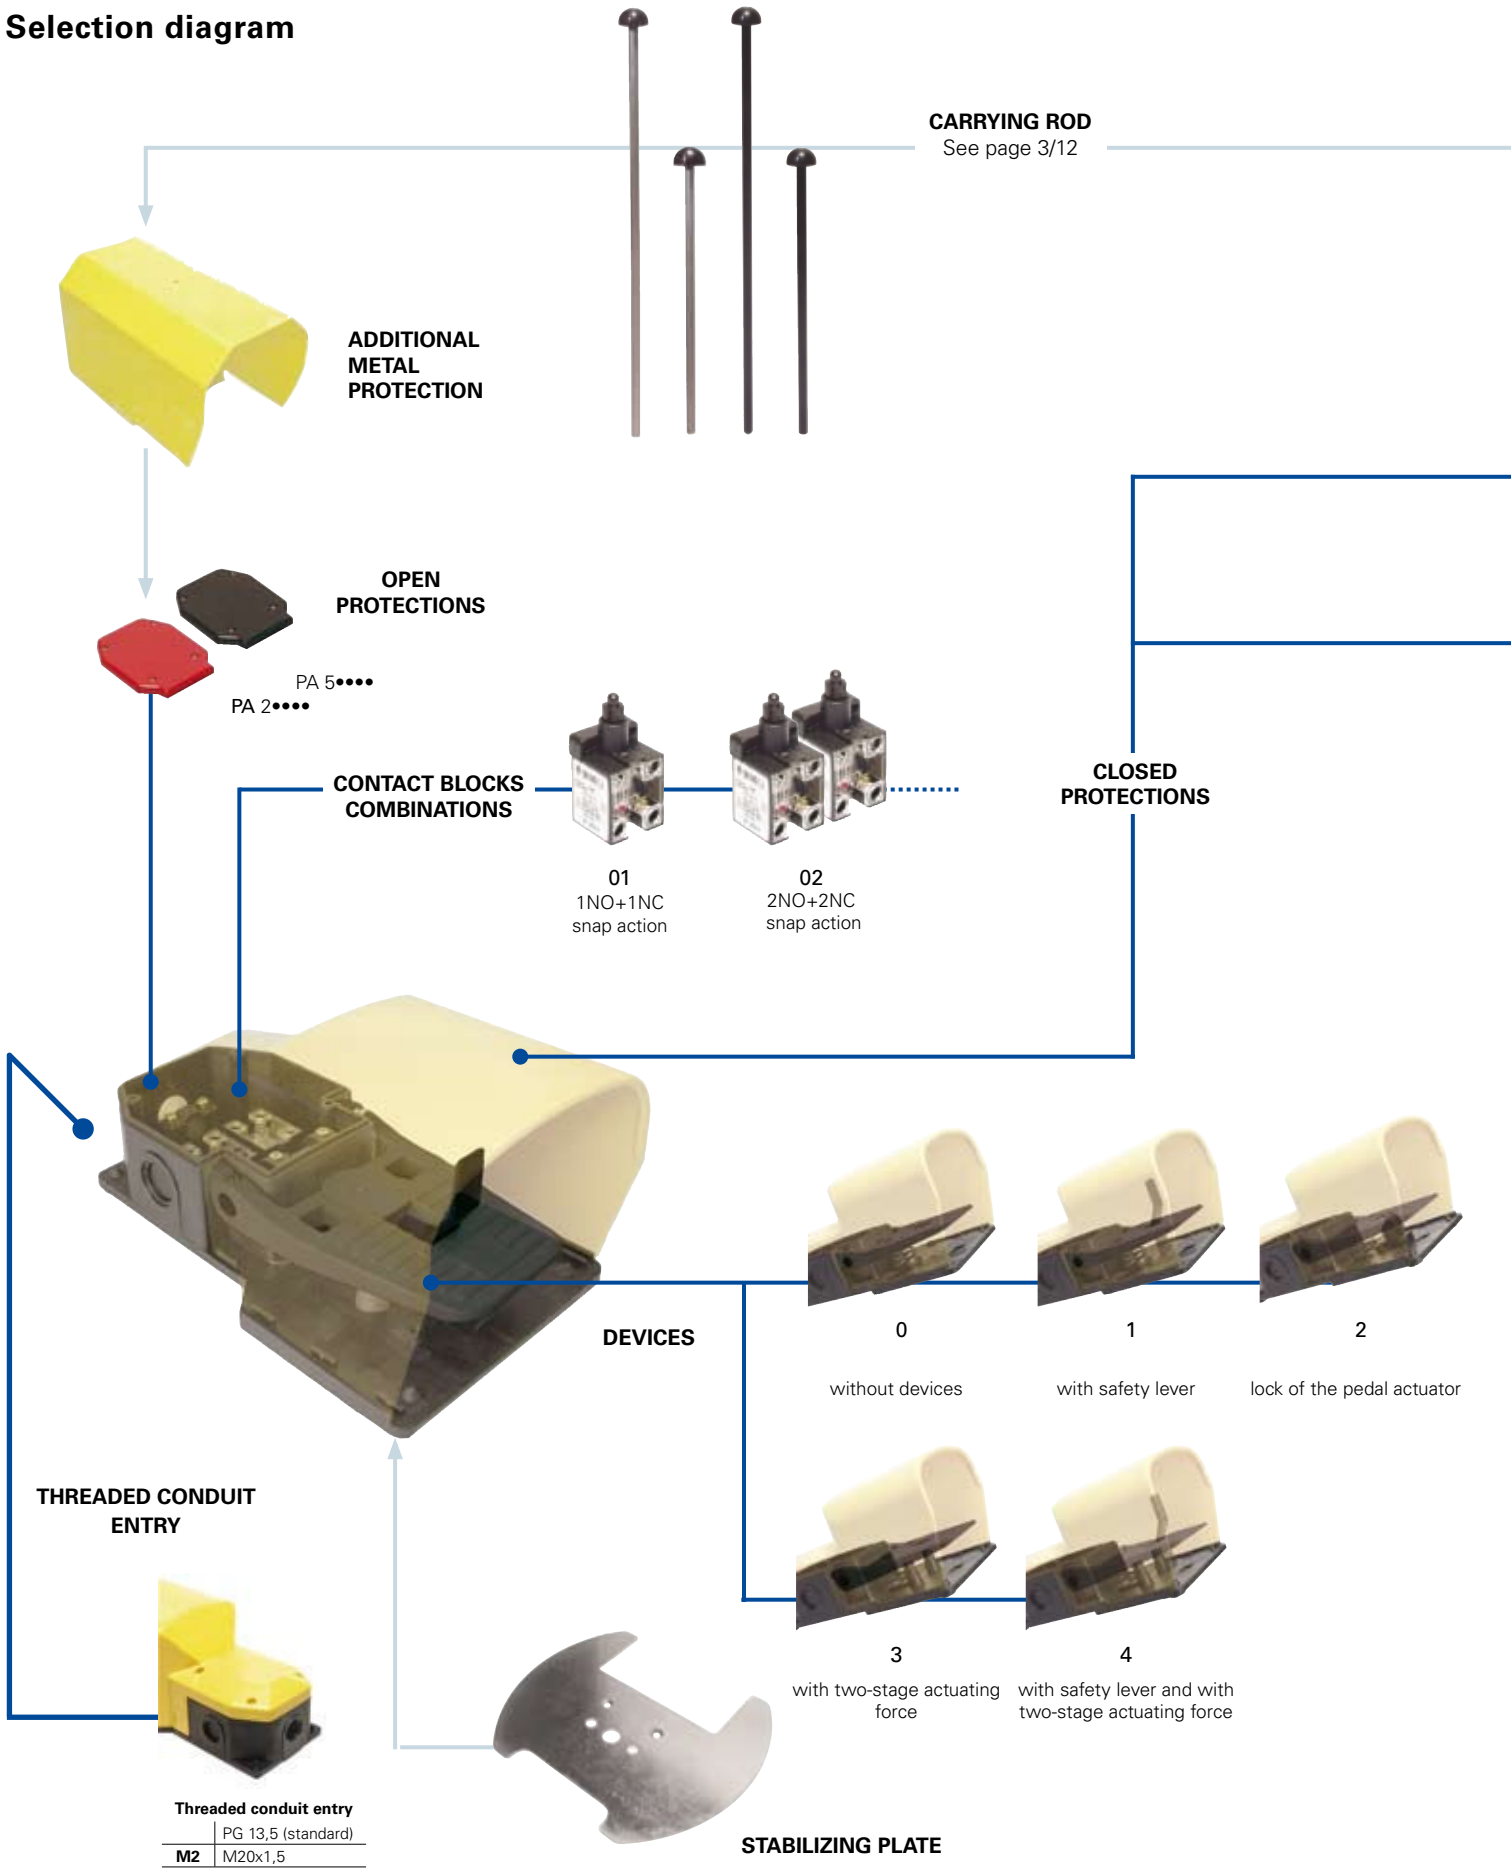 Selection diagram
CARRYING ROD
See page 3/12
ADDITIONAL
METAL
PROTECTION
OPEN
PROTECTIONS
PA 5••••
PA 2••••
CONTACT BLOCKS
COMBINATIONS
01
1NO+1NC
snap action
02
2NO+2NC
snap action
CLOSED
PROTECTIONS
DEVICES
0
without devices
1
with safety lever
2
lock of the pedal actuator
3
with two-stage actuating
force
4
with safety lever and with
two-stage actuating force
THREADED CONDUIT
ENTRY
Threaded conduit entry
PG 13,5 (standard)
M2 M20x1,5
STABILIZING PLATE